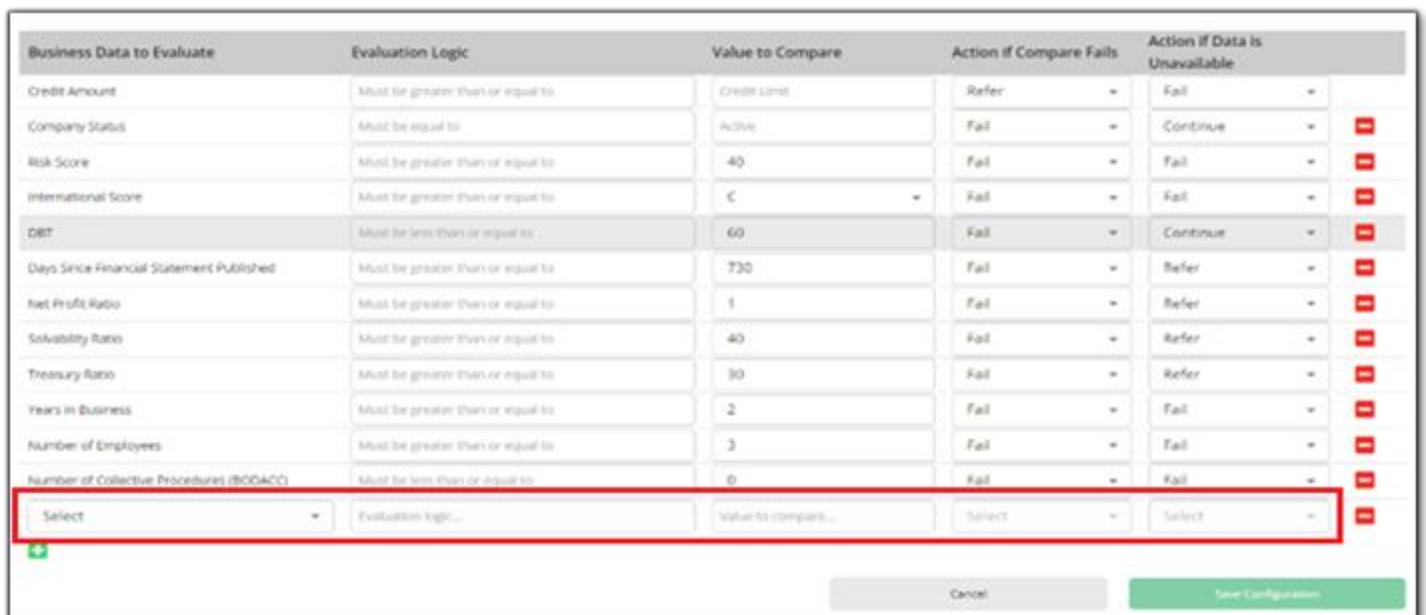 Business Data to Evaluate Evaluation Logic Value to Compare Action if Compare Fails Action if Data is Unavailable
Credit Amount Must be greater than or equal to Credit Limit Refer Fail
Company Status Must be equal to Active Fail Continue
Risk Score Must be greater than or equal to 40 Fail Fail
International Score Must be greater than or equal to C Fail Fail
DBT Must be less than or equal to 60 Fail Continue
Days Since Financial Statement Published Must be greater than or equal to 730 Fail Refer
Net Profit Ratio Must be greater than or equal to 1 Fail Refer
Solvability Ratio Must be greater than or equal to 40 Fail Refer
Treasury Ratio Must be greater than or equal to 30 Fail Refer
Years in Business Must be greater than or equal to 2 Fail Fail
Number of Employees Must be greater than or equal to 3 Fail Fail
Number of Collective Procedures (BODACC) Must be less than or equal to 0 Fail Fail
Select Evaluation logic... Value to compare... Select Select
Cancel Save Configuration